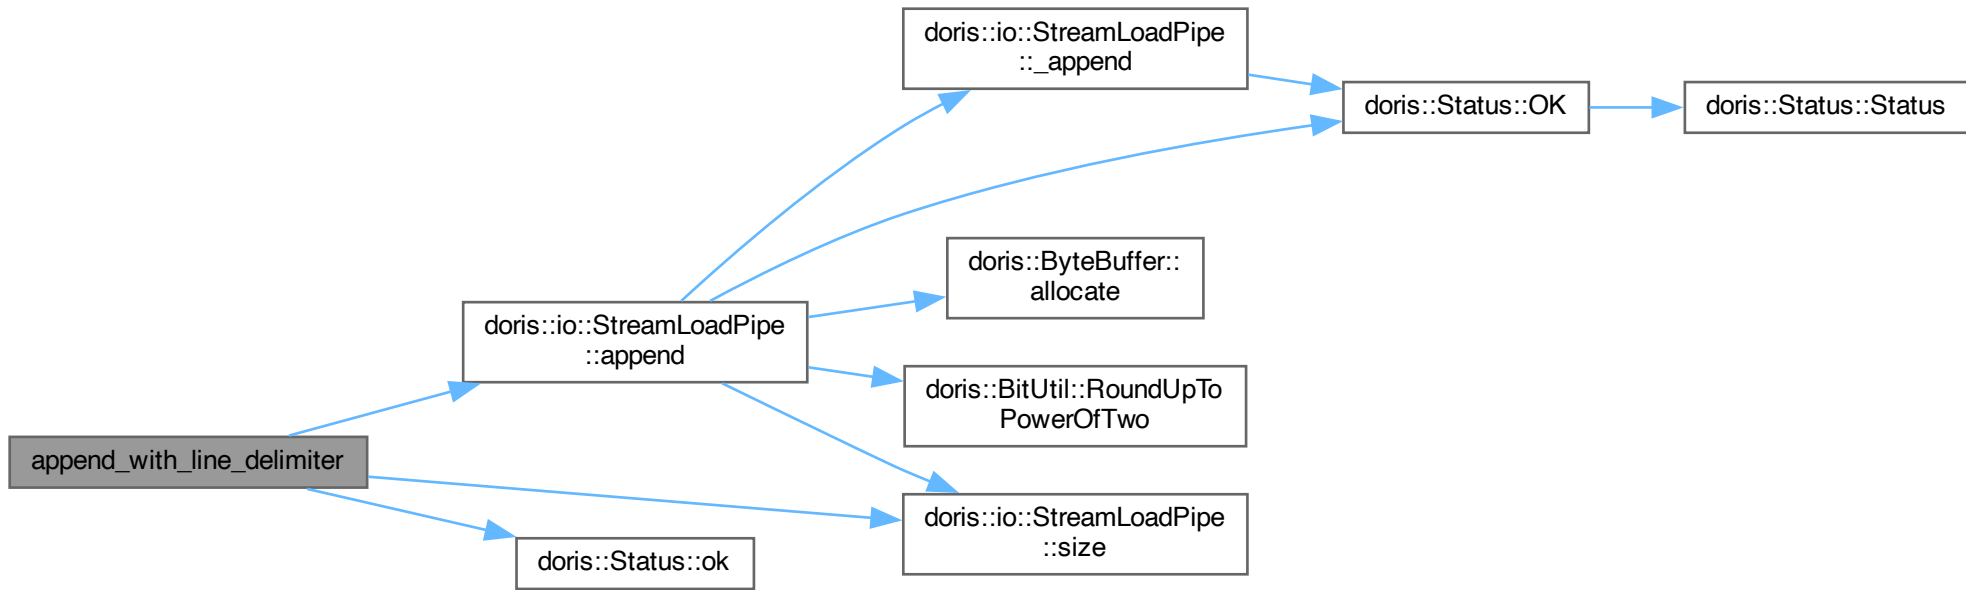 doris::io::StreamLoadPipe
::_append
doris::Status::OK
doris::Status::Status
doris::ByteBuffer::
allocate
doris::io::StreamLoadPipe
::append
doris::BitUtil::RoundUpTo
PowerOfTwo
append_with_line_delimiter
doris::io::StreamLoadPipe
::size
doris::Status::ok